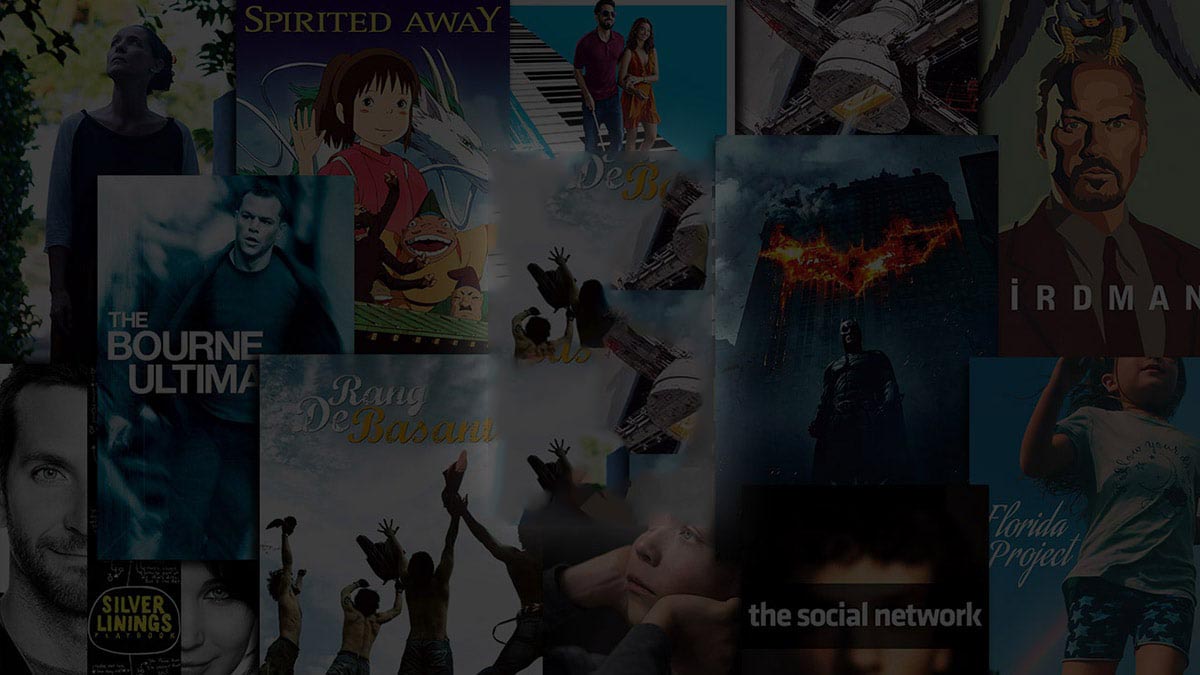 SPIRITED AWAY
De Ba
THE
BOURNE
ULTIMA
İRDMAN
Rang
De Basant
Florida
Project
SILVER
LININGS
PLAYBOOK
the social network